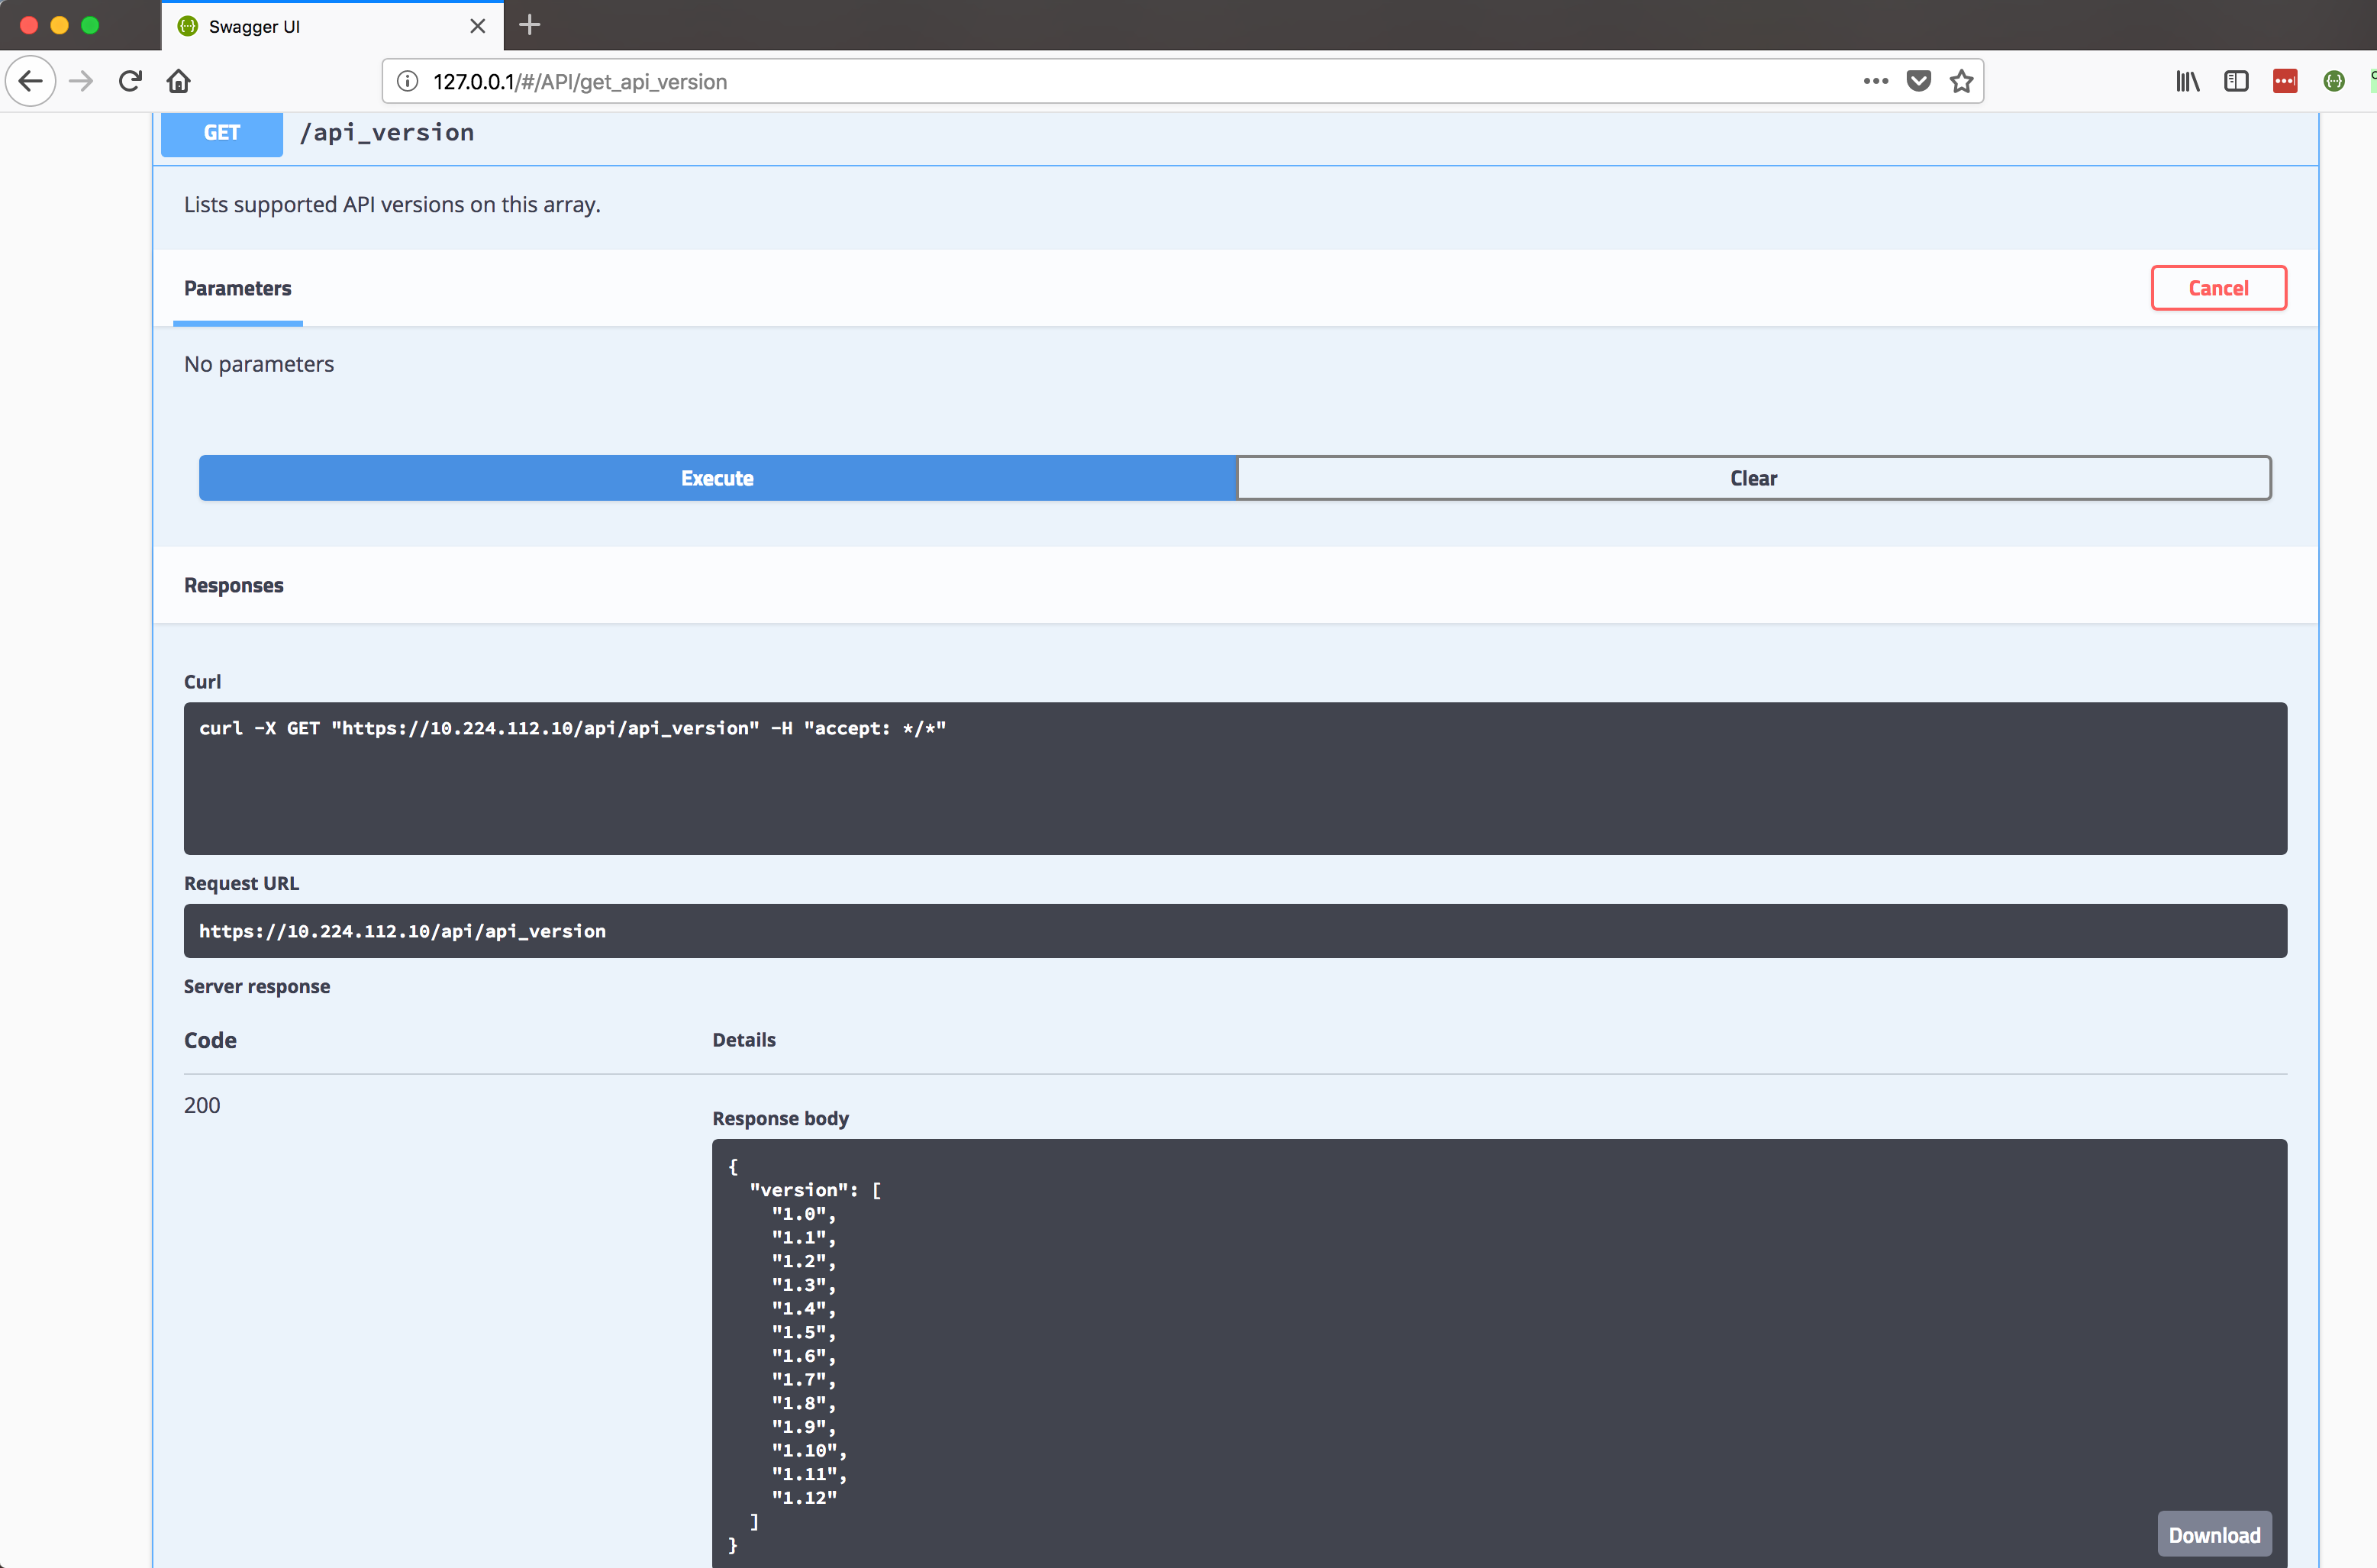 Swagger UI
127.0.0.1/#/API/get_api_version
GET /api_version
Lists supported API versions on this array.
Parameters
Cancel
No parameters
Execute
Clear
Responses
Curl
curl -X GET "https://10.224.112.10/api/api_version" -H "accept: */*"
Request URL
https://10.224.112.10/api/api_version
Server response
Code
Details
200
Response body
{
"version": [
"1.0",
"1.1",
"1.2",
"1.3",
"1.4",
"1.5",
"1.6",
"1.7",
"1.8",
"1.9",
"1.10",
"1.11",
"1.12"
]
}
Download